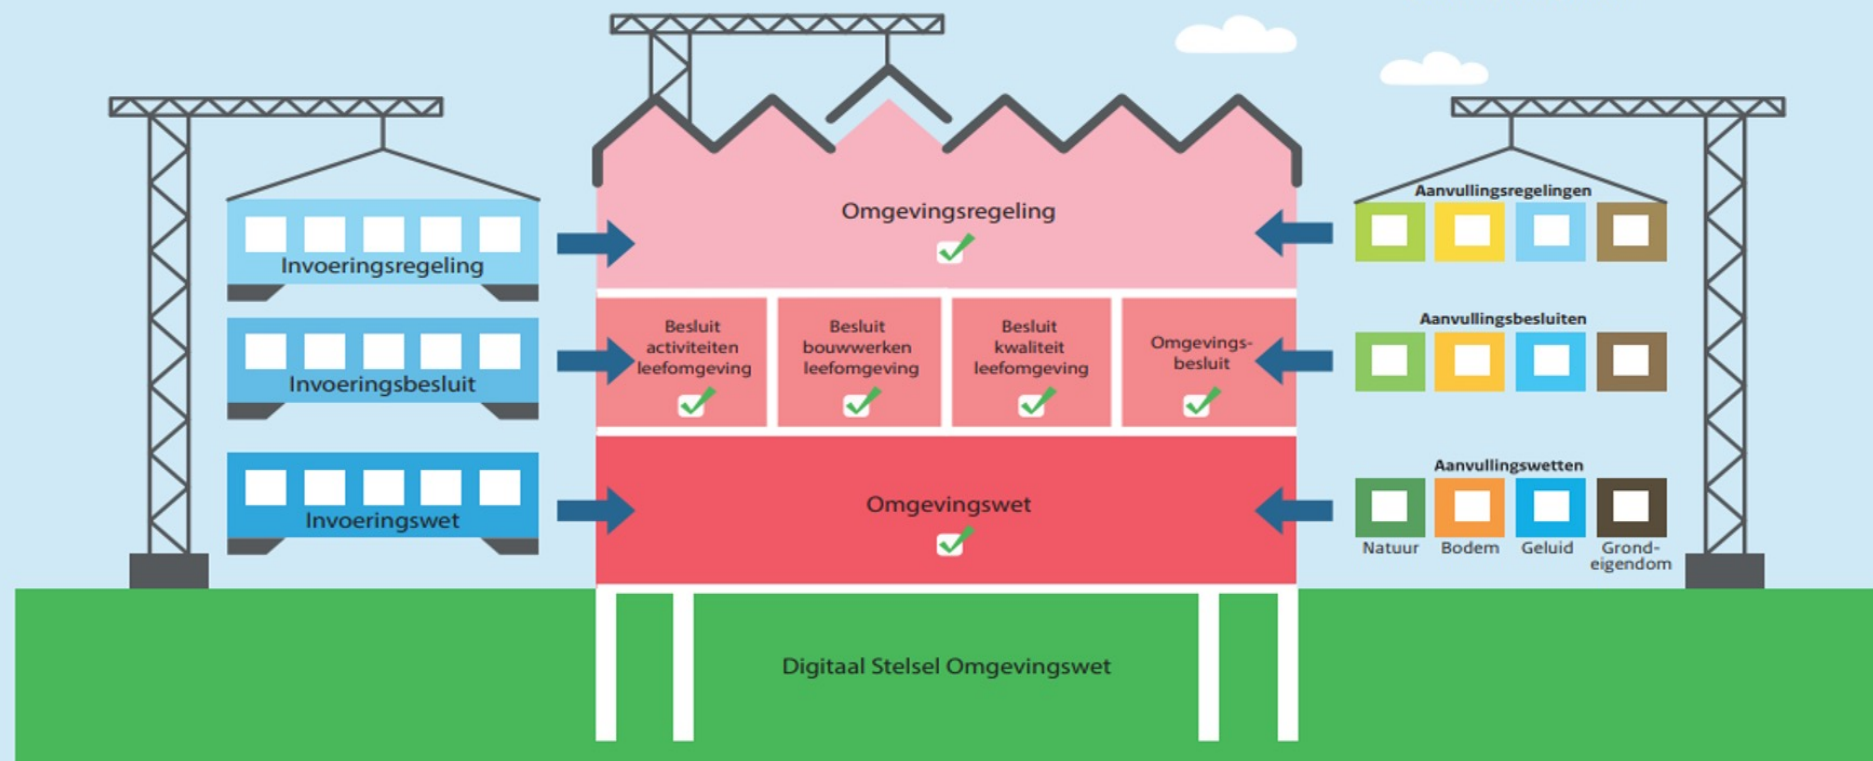 Invoeringsregeling
Invoeringsbesluit
Invoeringswet
Omgevingsregeling
Besluit
activiteiten
leefomgeving
Besluit
bouwwerken
leefomgeving
Besluit
kwaliteit
leefomgeving
Omgevings-
besluit
Omgevingswet
Digitaal Stelsel Omgevingswet
Aanvullingsregelingen
Aanvullingsbesluiten
Aanvullingswetten
Natuur
Bodem
Geluid
Grond-
eigendom